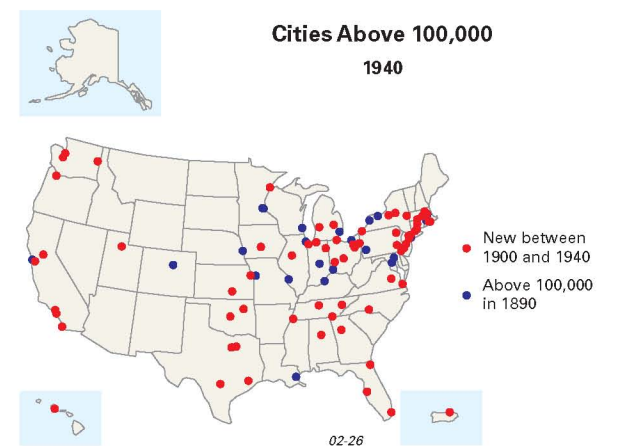 Cities Above 100,000
1940
New between
1900 and 1940
Above 100,000
in 1890
02-26